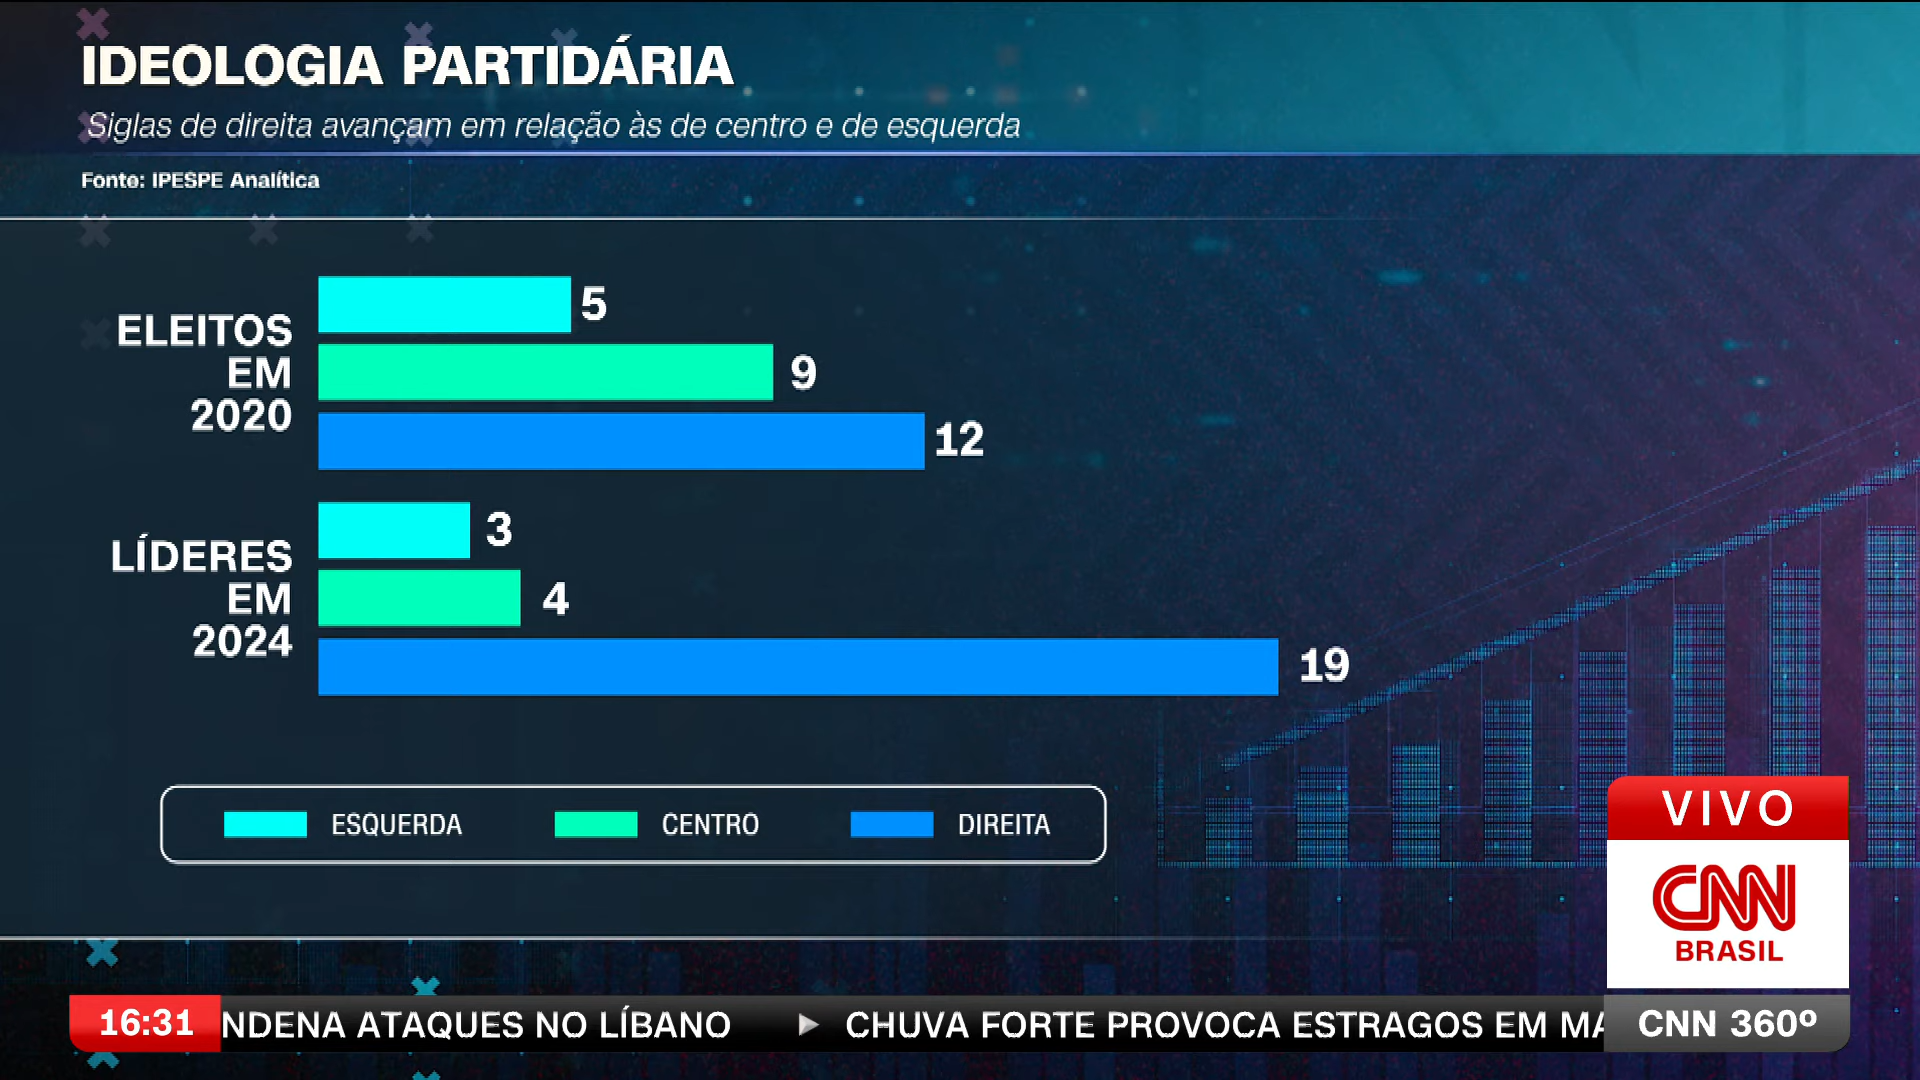 IDEOLOGIA PARTIDÁRIA
Siglas de direita avançam em relação às de centro e de esquerda
Fonte: IPESPE Analítica
ELEITOS
EM
2020
5
9
12
LÍDERES
EM
2024
3
4
19
ESQUERDA CENTRO DIREITA
VIVO
CNN
BRASIL
16:31 NDENA ATAQUES NO LÍBANO ▶ CHUVA FORTE PROVOCA ESTRAGOS EM MA CNN 360º